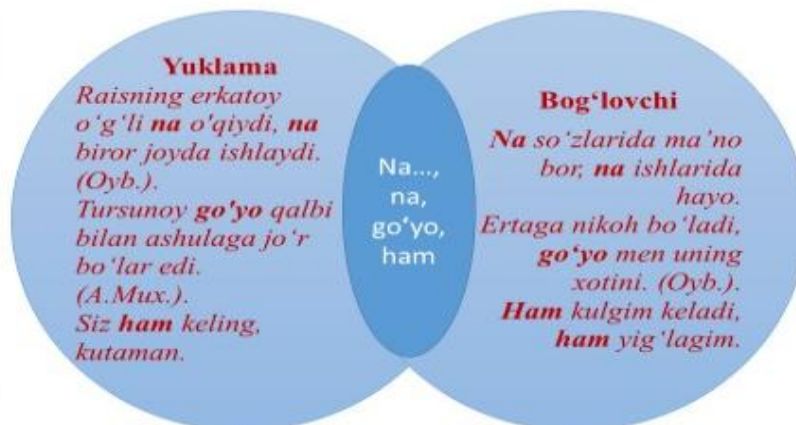 Yuklama
Raisning erkatoy
o‘g‘li na o'qiydi, na
biror joyda ishlaydi.
(Oyb.).
Tursunoy go'yo qalbi
bilan ashulaga jo‘r
bo‘lar edi.
(A.Mux.).
Siz ham keling,
kutaman.
Na...,
na,
go‘yo,
ham
Bog‘lovchi
Na so‘zlarida ma’no
bor, na ishlarida
hayo.
Ertaga nikoh bo‘ladi,
go‘yo men uning
xotini. (Oyb.).
Ham kulgim keladi,
ham yig‘lagim.